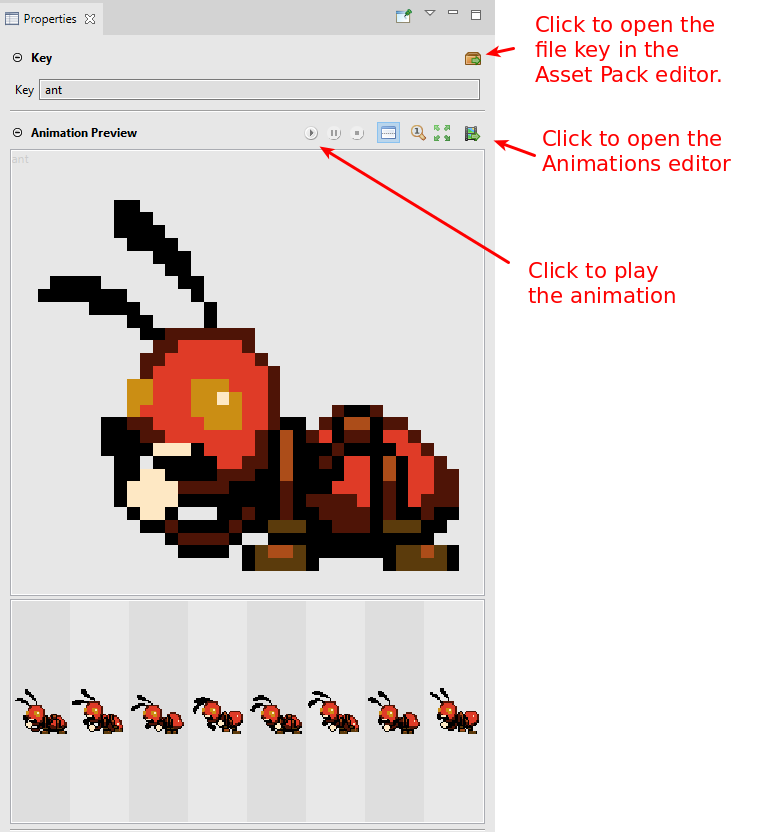 Properties
Click to open the
file key in the
Asset Pack editor.
Key
Key ant
Animation Preview
1
Click to open the
Animations editor
ant
Click to play
the animation